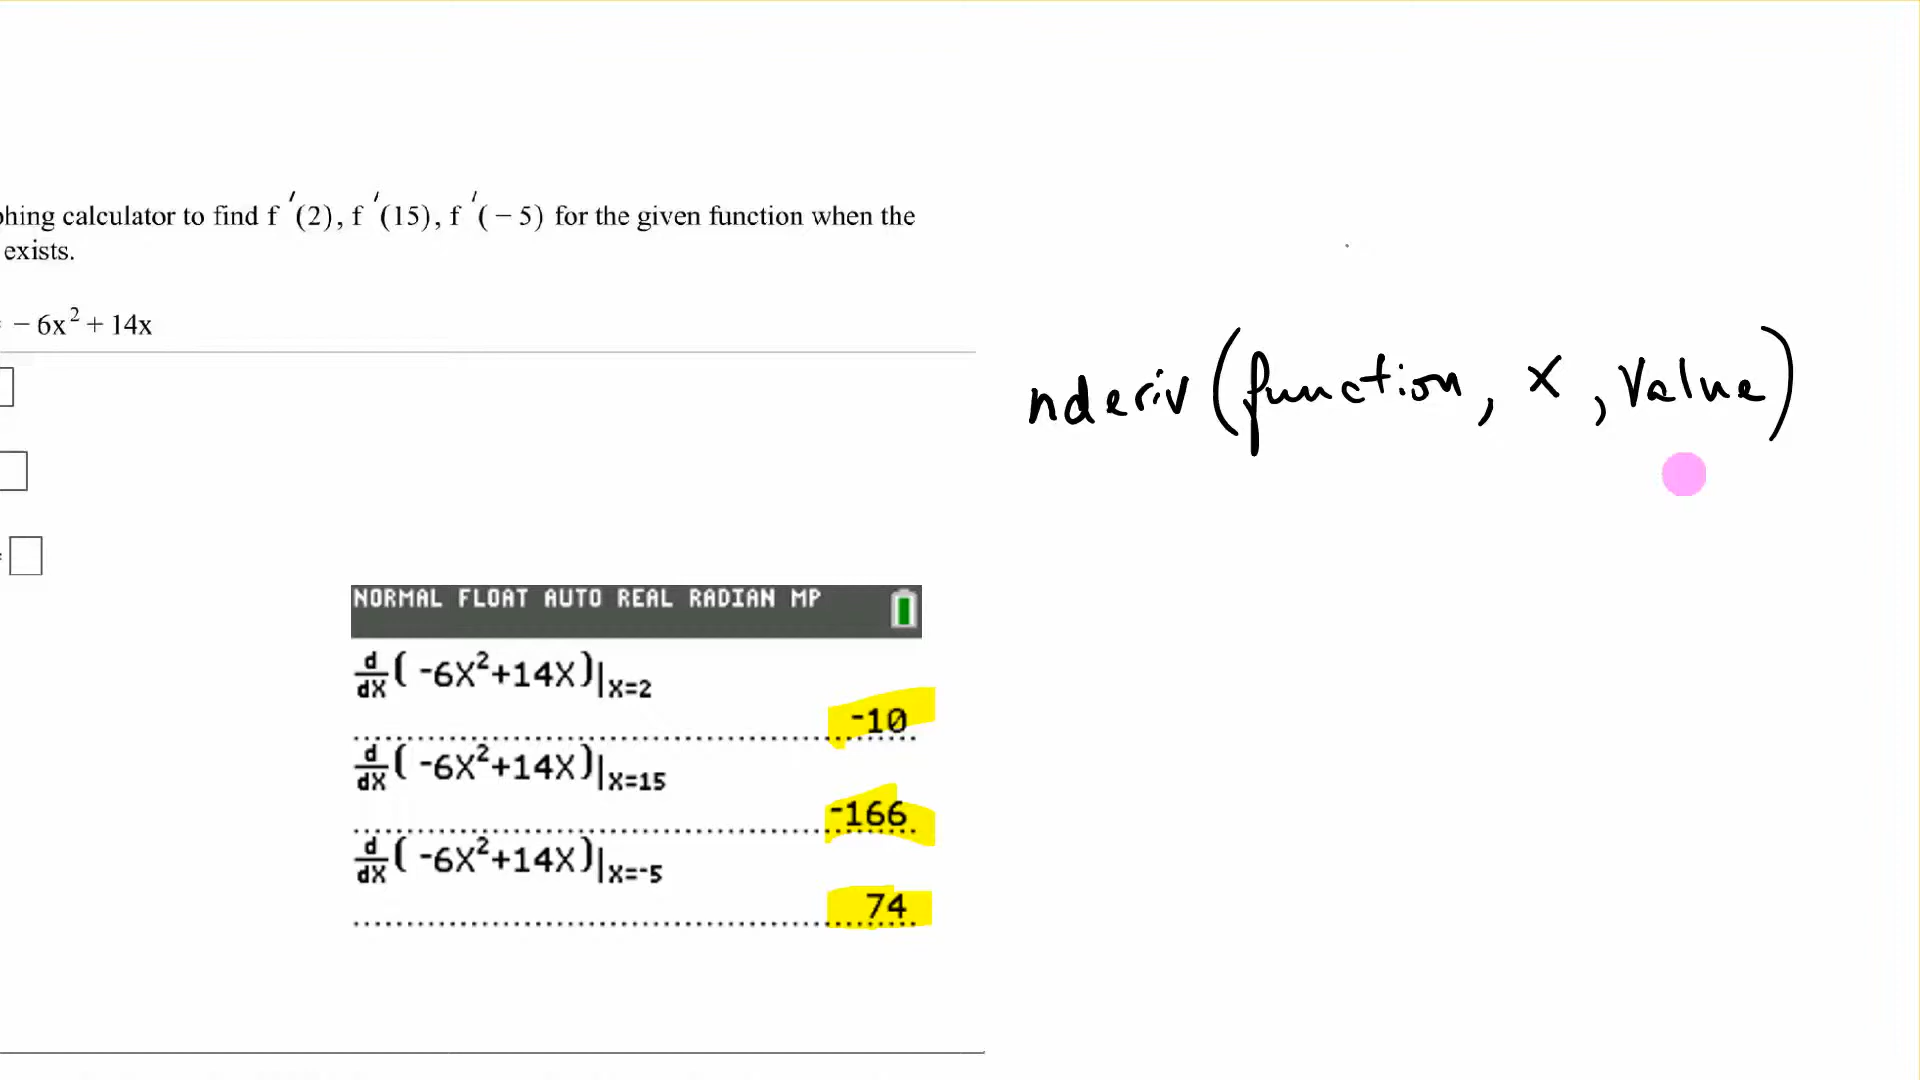 phing calculator to find f ′(2), f ′(15), f ′( − 5) for the given function when the
exists.
= − 6x² + 14x
nderiv (function, x, value)
=
NORMAL FLOAT AUTO REAL RADIAN MP
d/dX( -6X²+14X)|X=2
-10
d/dX( -6X²+14X)|X=15
-166
d/dX( -6X²+14X)|X=-5
74